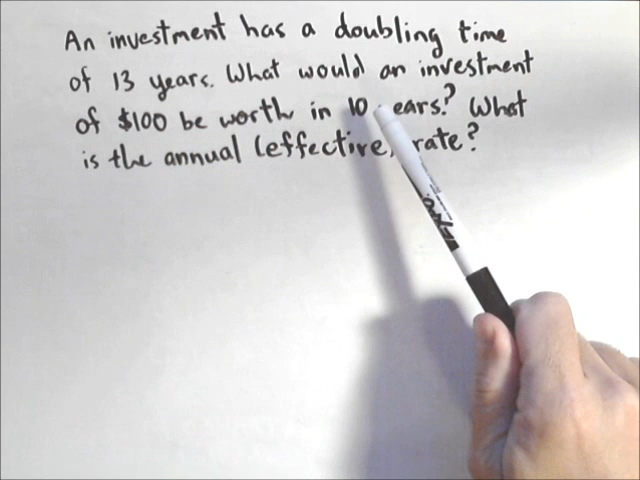 An investment has a doubling time
of 13 years. What would an investment
of $100 be worth in 10 ears? What
is the annual (effective rate?